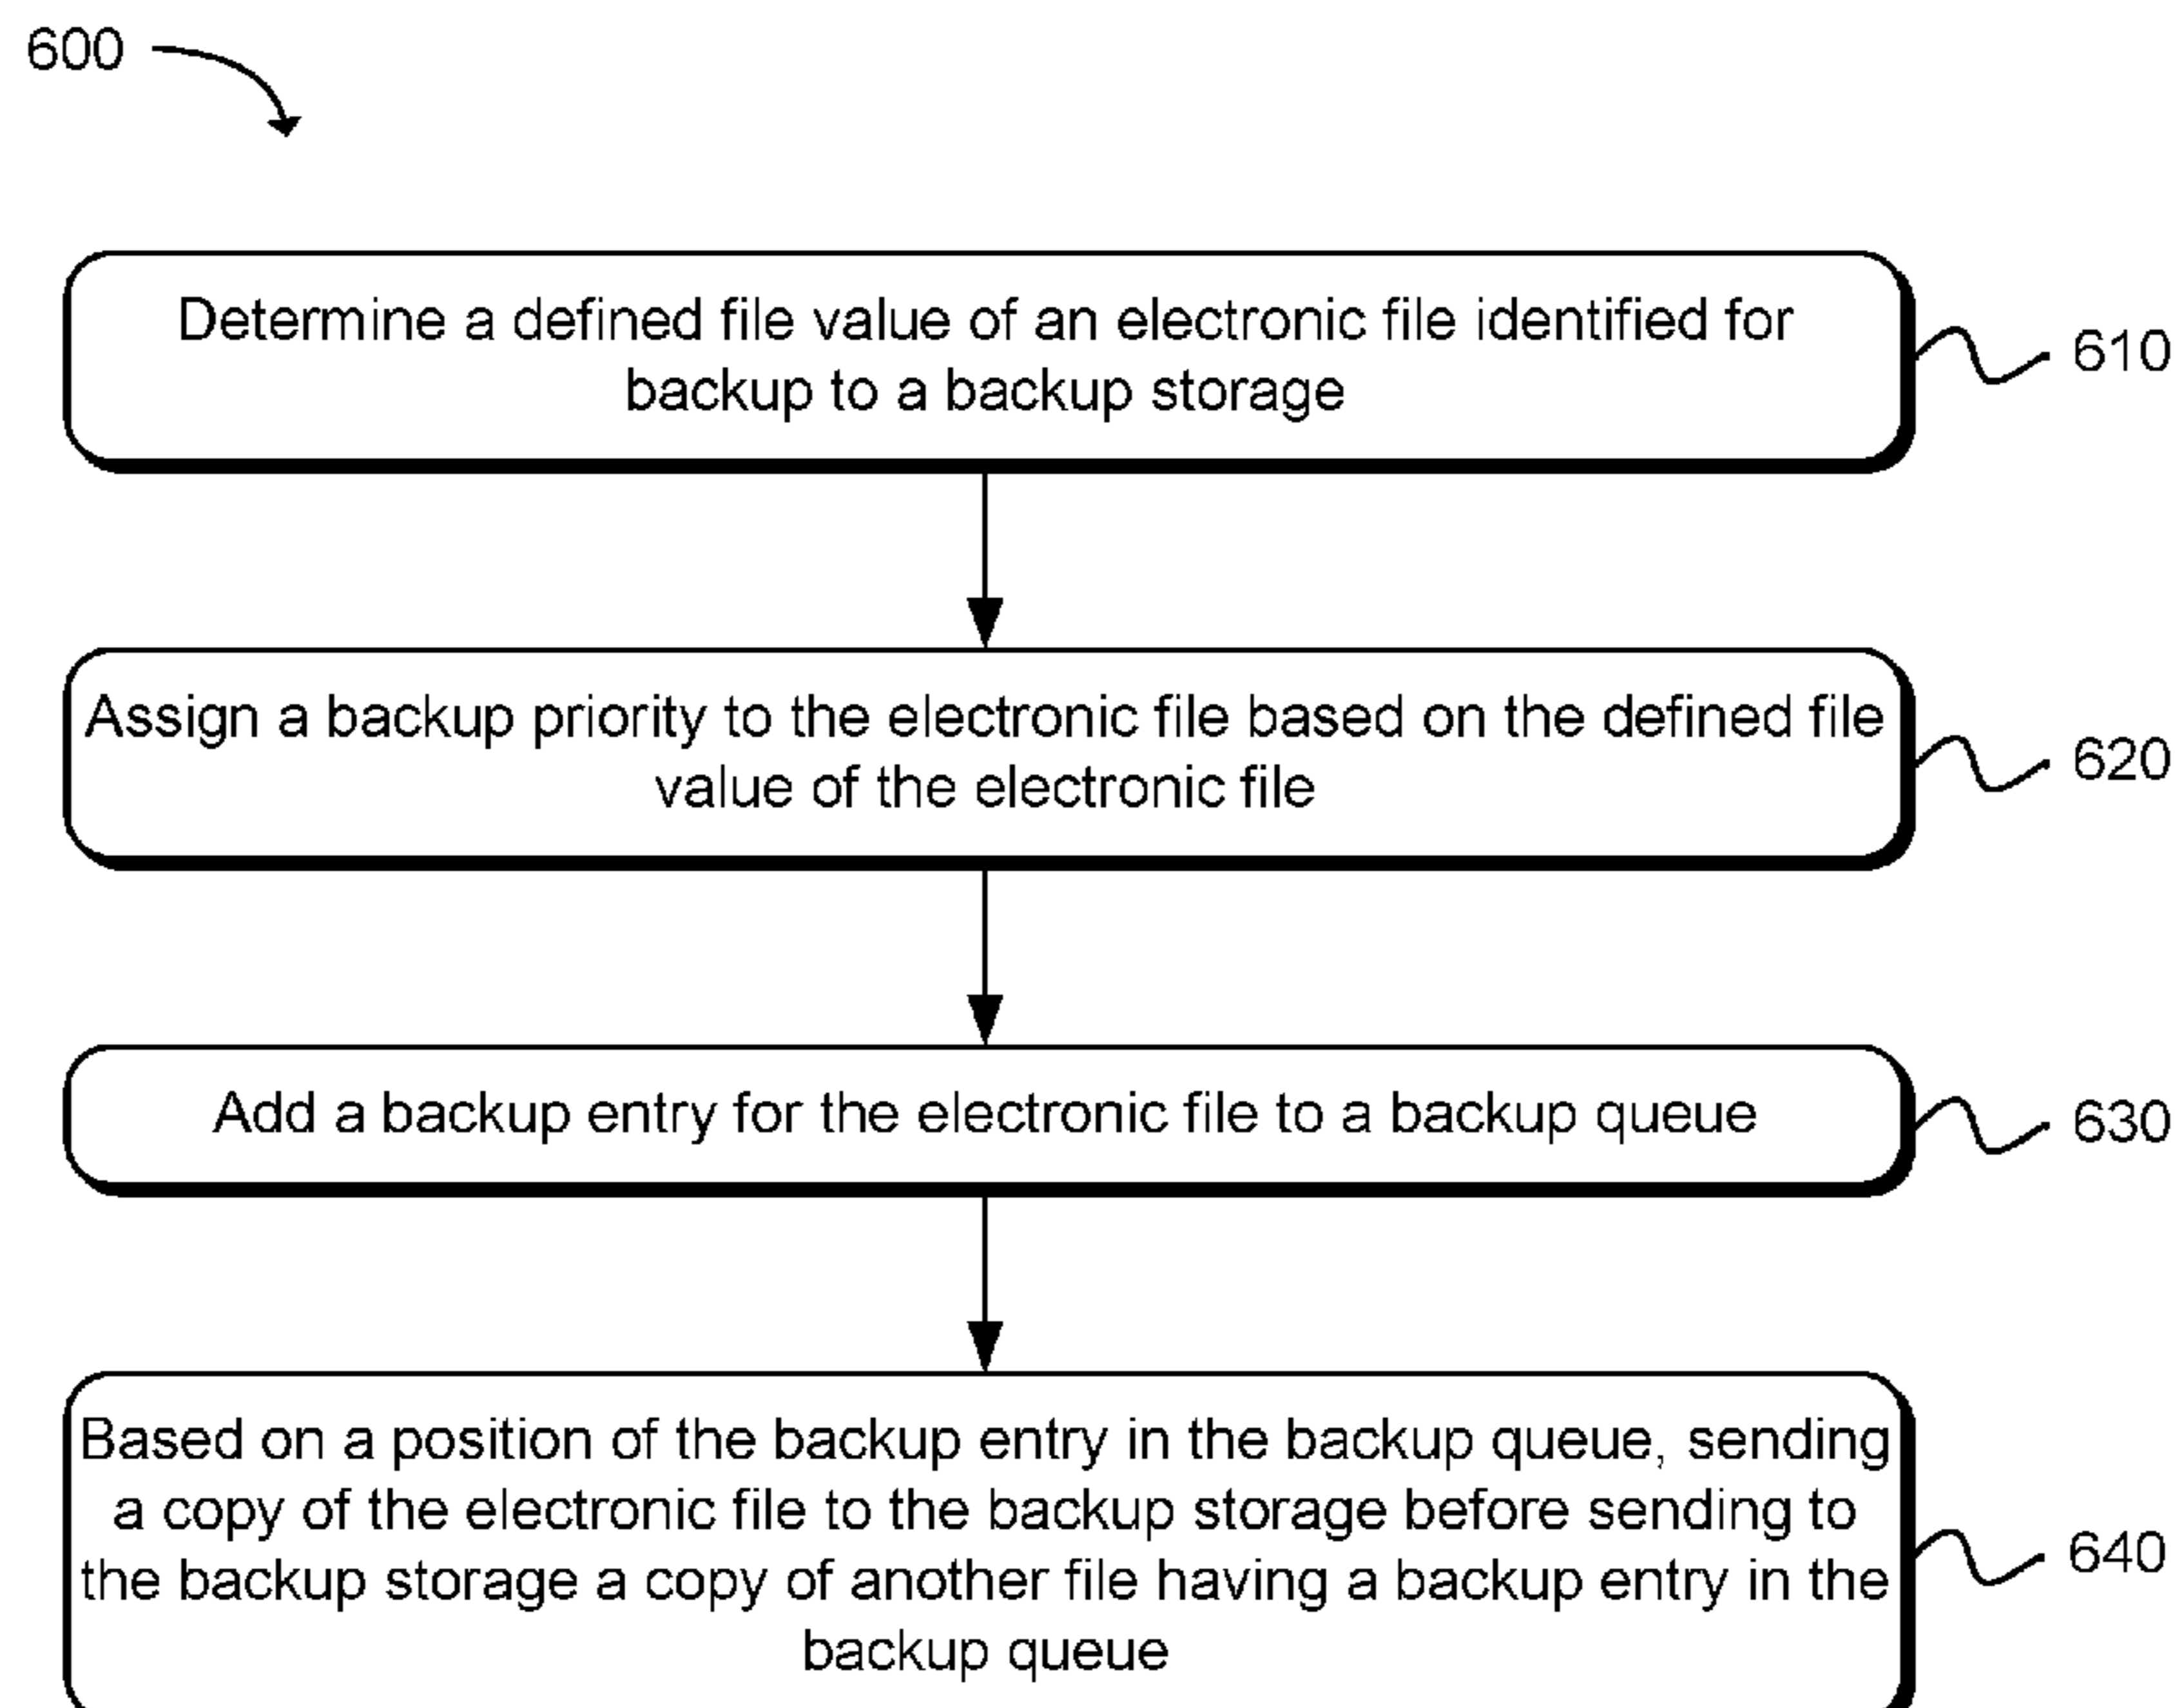 600
Determine a defined file value of an electronic file identified for
backup to a backup storage
610
Assign a backup priority to the electronic file based on the defined file
value of the electronic file
620
Add a backup entry for the electronic file to a backup queue
630
Based on a position of the backup entry in the backup queue, sending
a copy of the electronic file to the backup storage before sending to
the backup storage a copy of another file having a backup entry in the
backup queue
640